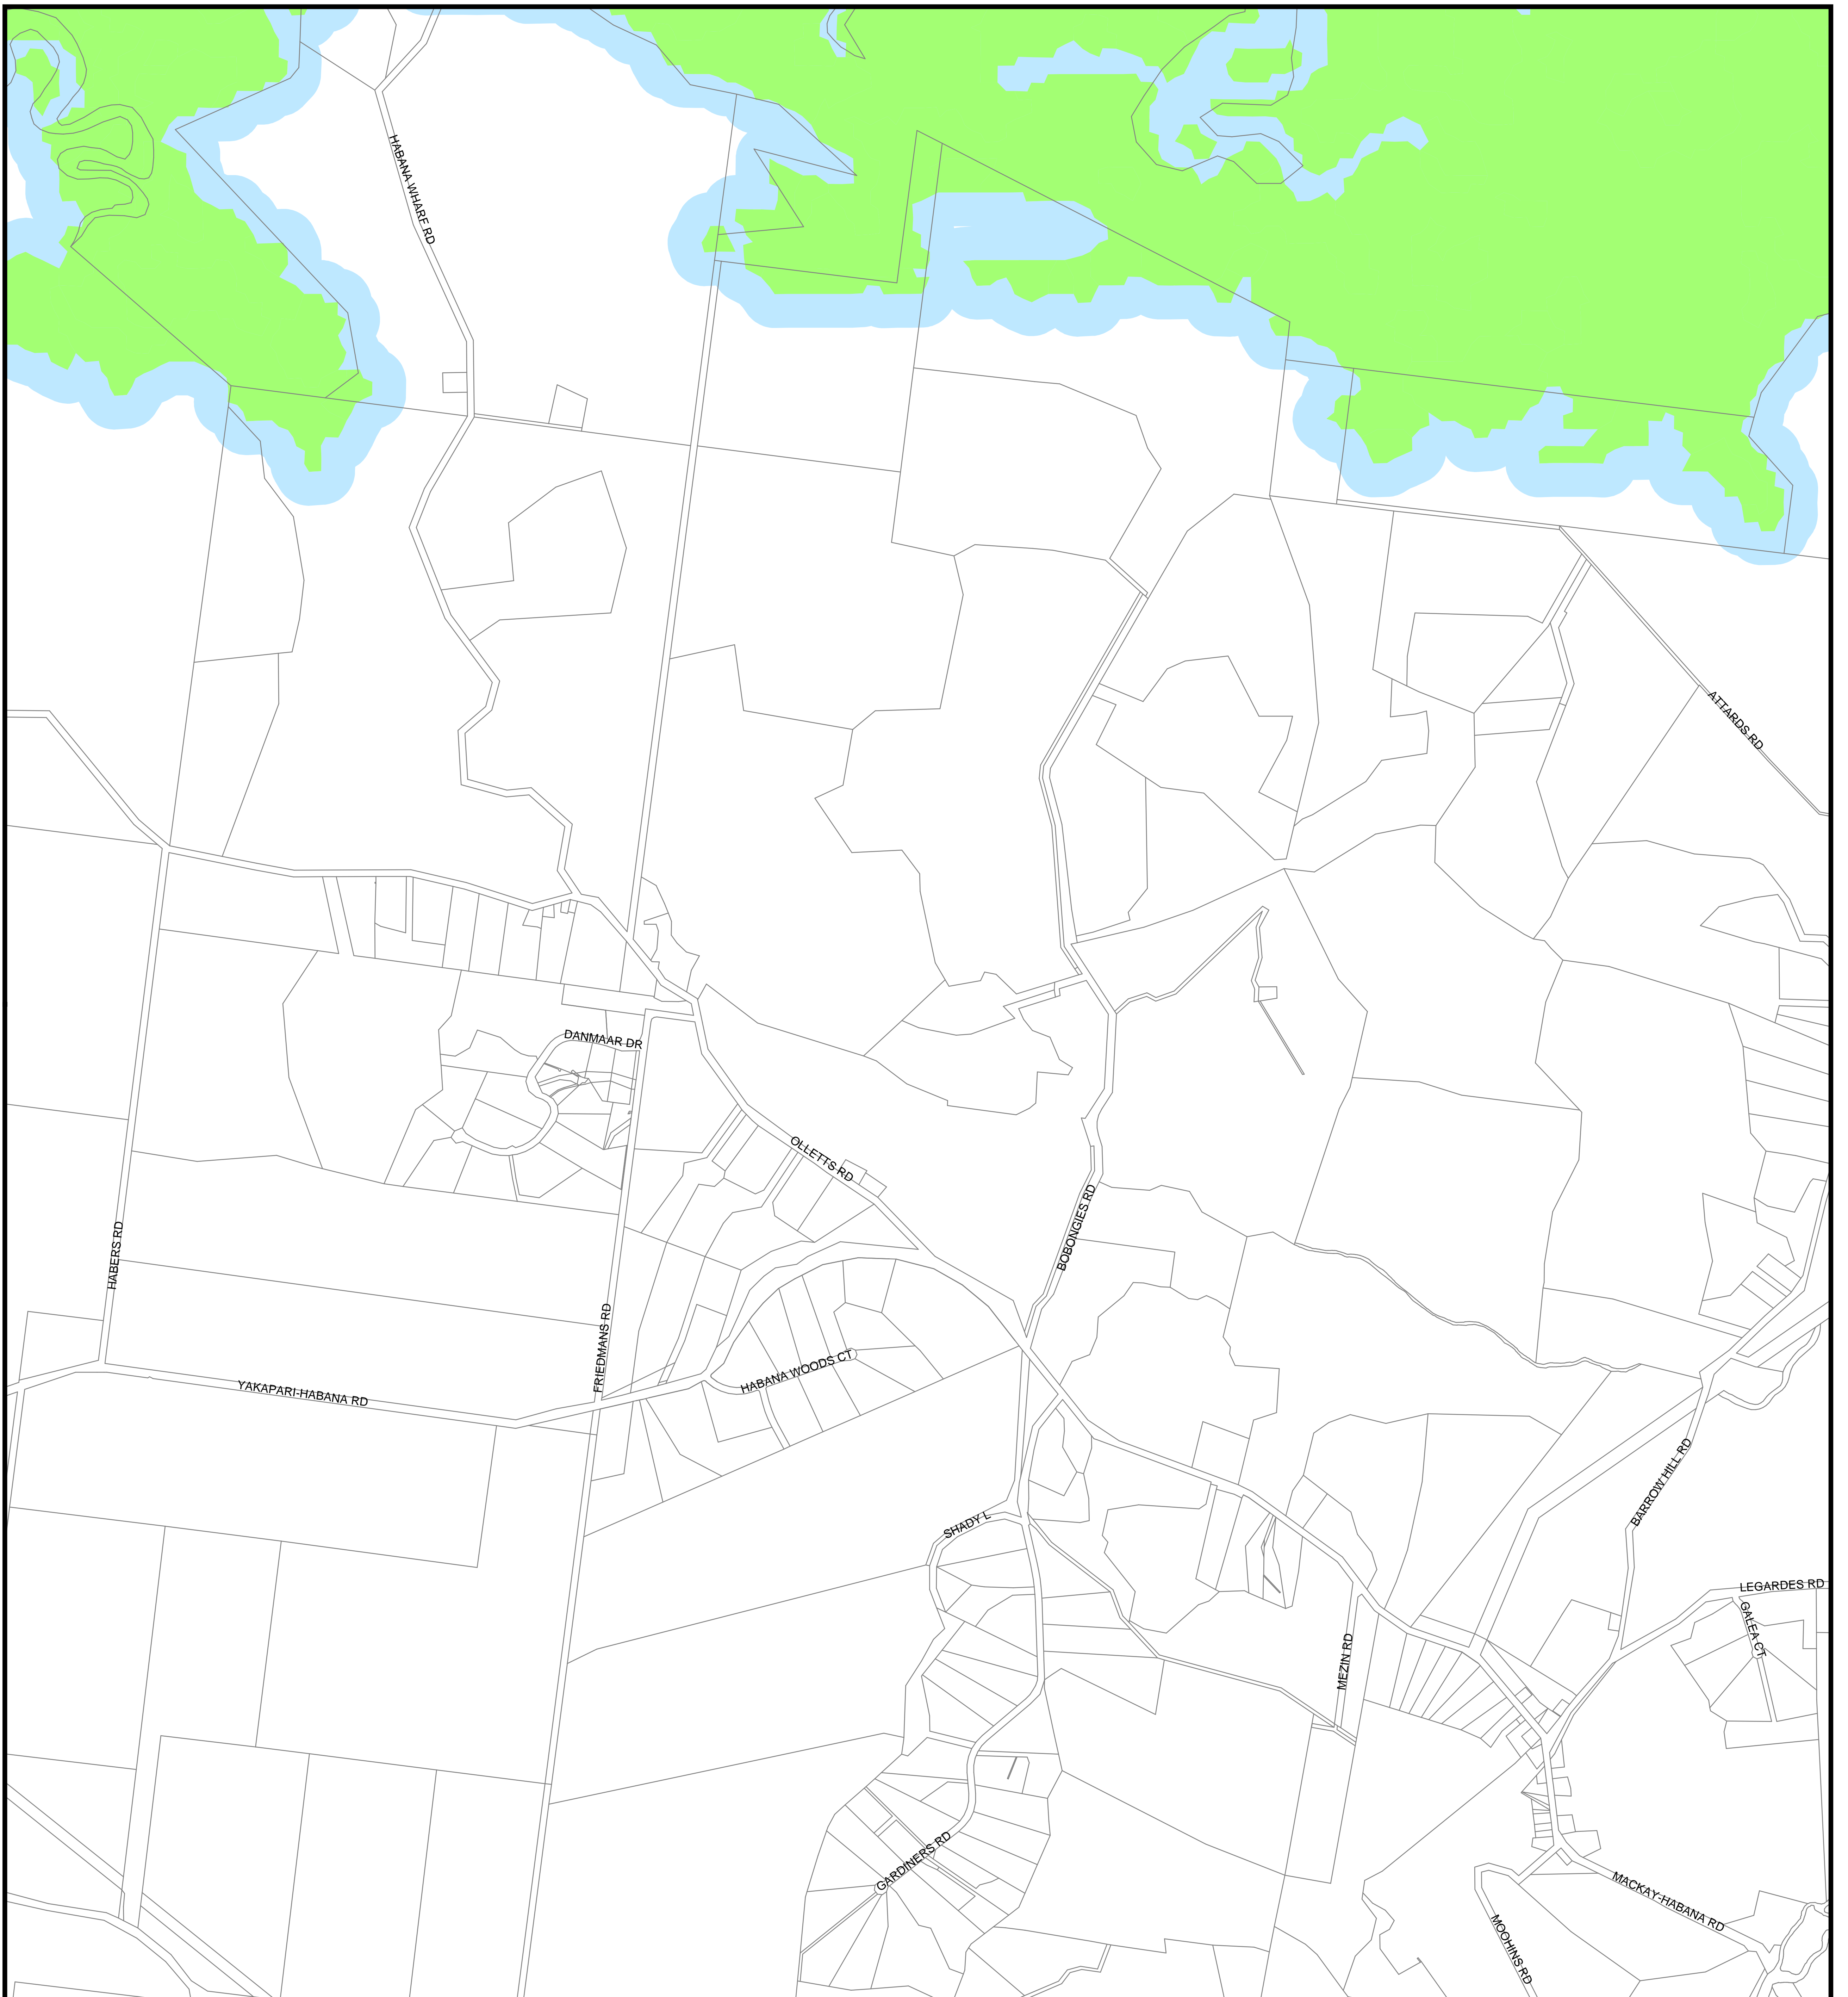 HABANA WHARF RD
ATTARDS RD
DANMAAR DR
OLLETTS RD
BOBONGIES RD
HABERS RD
FRIEDMANS RD
HABANA WOODS CT
YAKAPARI-HABANA RD
BARROW HILL RD
SHADY L
LEGARDES RD
GALEA CT
MEZIN RD
GARDINERS RD
MACKAY-HABANA RD
MOOHINS RD